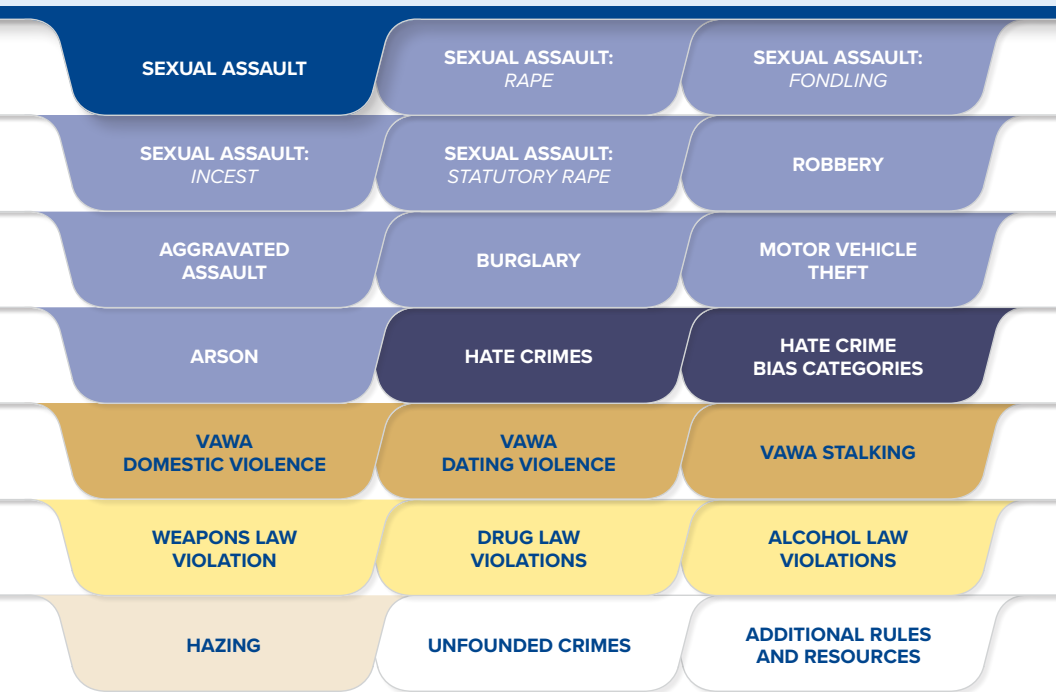 SEXUAL ASSAULT
SEXUAL ASSAULT:
RAPE
SEXUAL ASSAULT:
FONDLING
SEXUAL ASSAULT:
INCEST
SEXUAL ASSAULT:
STATUTORY RAPE
ROBBERY
AGGRAVATED
ASSAULT
BURGLARY
MOTOR VEHICLE
THEFT
ARSON
HATE CRIMES
HATE CRIME
BIAS CATEGORIES
VAWA
DOMESTIC VIOLENCE
VAWA
DATING VIOLENCE
VAWA STALKING
WEAPONS LAW
VIOLATION
DRUG LAW
VIOLATIONS
ALCOHOL LAW
VIOLATIONS
HAZING
UNFOUNDED CRIMES
ADDITIONAL RULES
AND RESOURCES